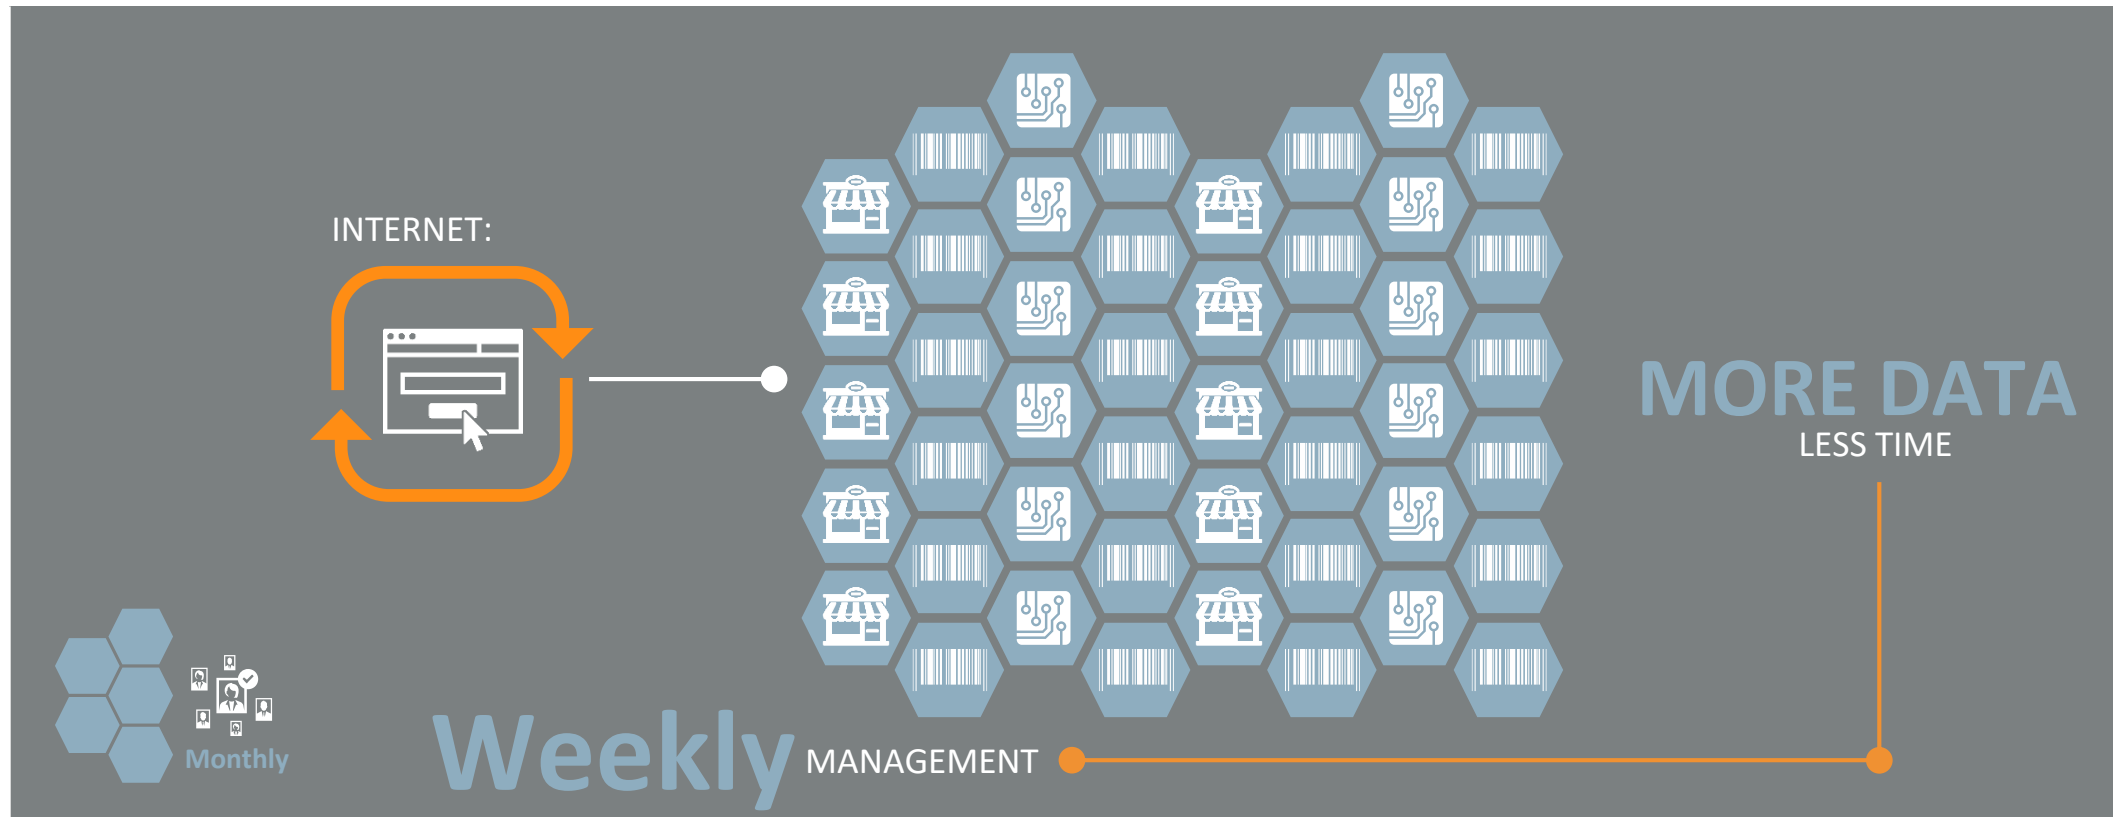 INTERNET:
MORE DATA
LESS TIME
Monthly
Weekly MANAGEMENT